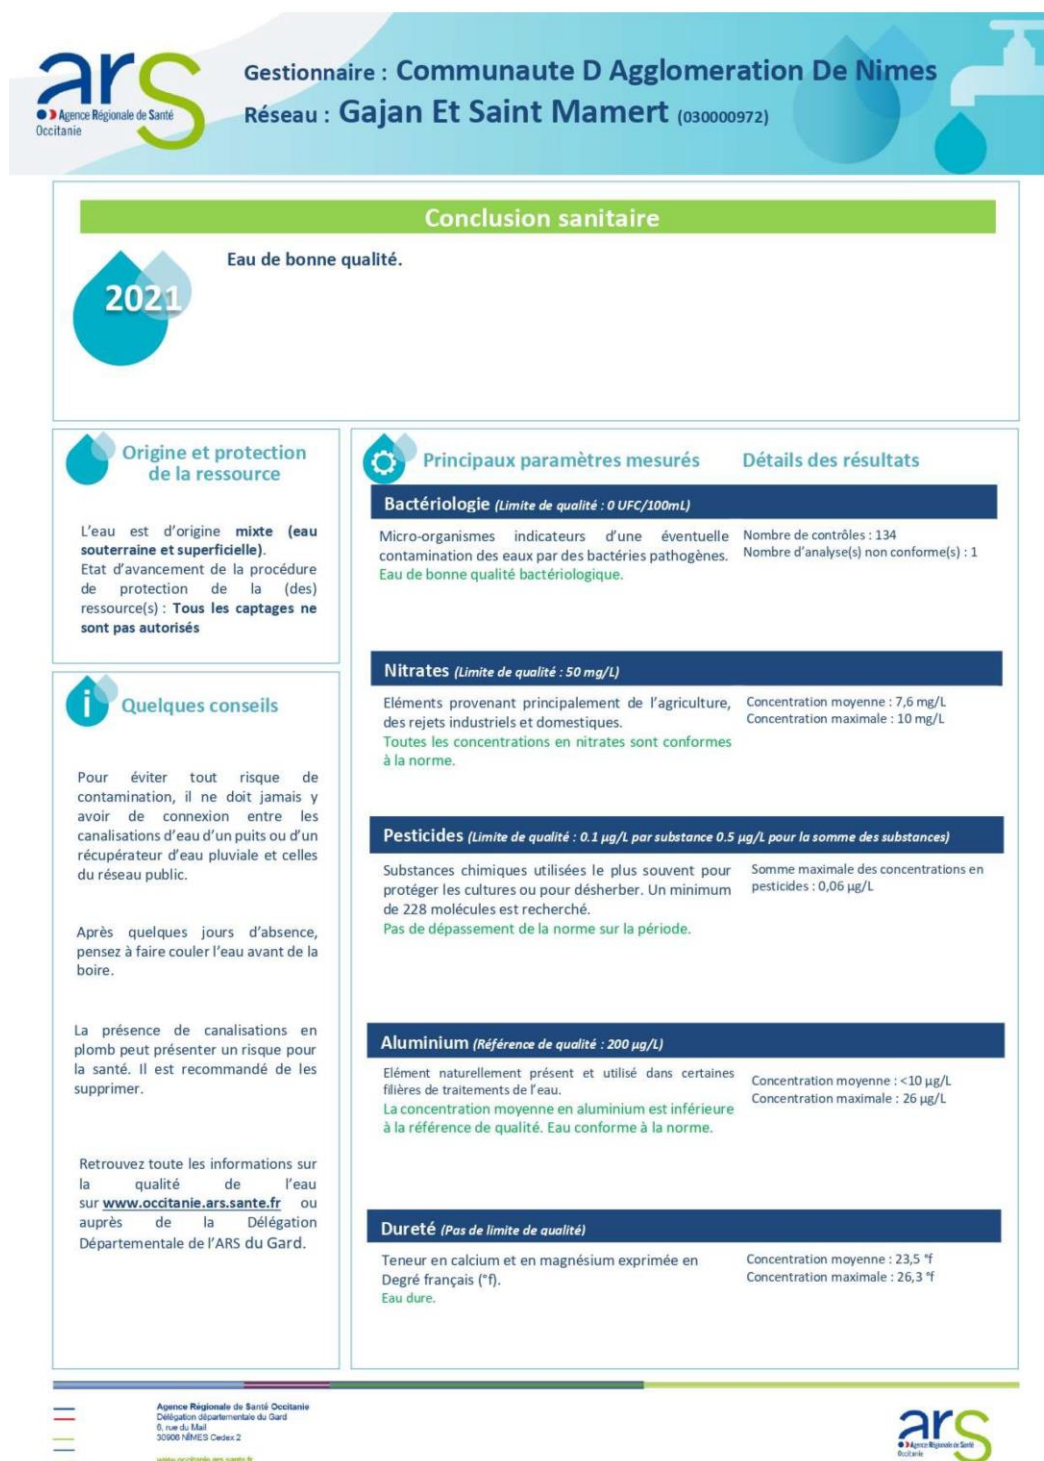 ars
Agence Régionale de Santé
Occitanie
Gestionnaire : Communaute D Agglomeration De Nimes
Réseau : Gajan Et Saint Mamert (030000972)
Conclusion sanitaire
2021
Eau de bonne qualité.
Origine et protection
de la ressource
L'eau est d'origine mixte (eau
souterraine et superficielle).
Etat d'avancement de la procédure
de protection de la (des)
ressource(s) : Tous les captages ne
sont pas autorisés
i Quelques conseils
Pour éviter tout risque de
contamination, il ne doit jamais y
avoir de connexion entre les
canalisations d'eau d'un puits ou d'un
récupérateur d'eau pluviale et celles
du réseau public.
Après quelques jours d'absence,
pensez à faire couler l'eau avant de la
boire.
La présence de canalisations en
plomb peut présenter un risque pour
la santé. Il est recommandé de les
supprimer.
Retrouvez toute les informations sur
la qualité de l'eau
sur www.occitanie.ars.sante.fr ou
auprès de la Délégation
Départementale de l'ARS du Gard.
Principaux paramètres mesurés Détails des résultats
Bactériologie (Limite de qualité : 0 UFC/100mL)
Micro-organismes indicateurs d'une éventuelle
contamination des eaux par des bactéries pathogènes.
Eau de bonne qualité bactériologique.
Nombre de contrôles : 134
Nombre d'analyse(s) non conforme(s) : 1
Nitrates (Limite de qualité : 50 mg/L)
Eléments provenant principalement de l'agriculture,
des rejets industriels et domestiques.
Toutes les concentrations en nitrates sont conformes
à la norme.
Concentration moyenne : 7,6 mg/L
Concentration maximale : 10 mg/L
Pesticides (Limite de qualité : 0.1 µg/L par substance 0.5 µg/L pour la somme des substances)
Substances chimiques utilisées le plus souvent pour
protéger les cultures ou pour désherber. Un minimum
de 228 molécules est recherché.
Pas de dépassement de la norme sur la période.
Somme maximale des concentrations en
pesticides : 0,06 µg/L
Aluminium (Référence de qualité : 200 µg/L)
Elément naturellement présent et utilisé dans certaines
filières de traitements de l'eau.
La concentration moyenne en aluminium est inférieure
à la référence de qualité. Eau conforme à la norme.
Concentration moyenne : <10 µg/L
Concentration maximale : 26 µg/L
Dureté (Pas de limite de qualité)
Teneur en calcium et en magnésium exprimée en
Degré français (°f).
Eau dure.
Concentration moyenne : 23,5 °f
Concentration maximale : 26,3 °f
Agence Régionale de Santé Occitanie
Délégation départementale du Gard
6, rue du Mail
30906 NÎMES Cedex 2
www.occitanie.ars.sante.fr
ars
Agence Régionale de Santé
Occitanie